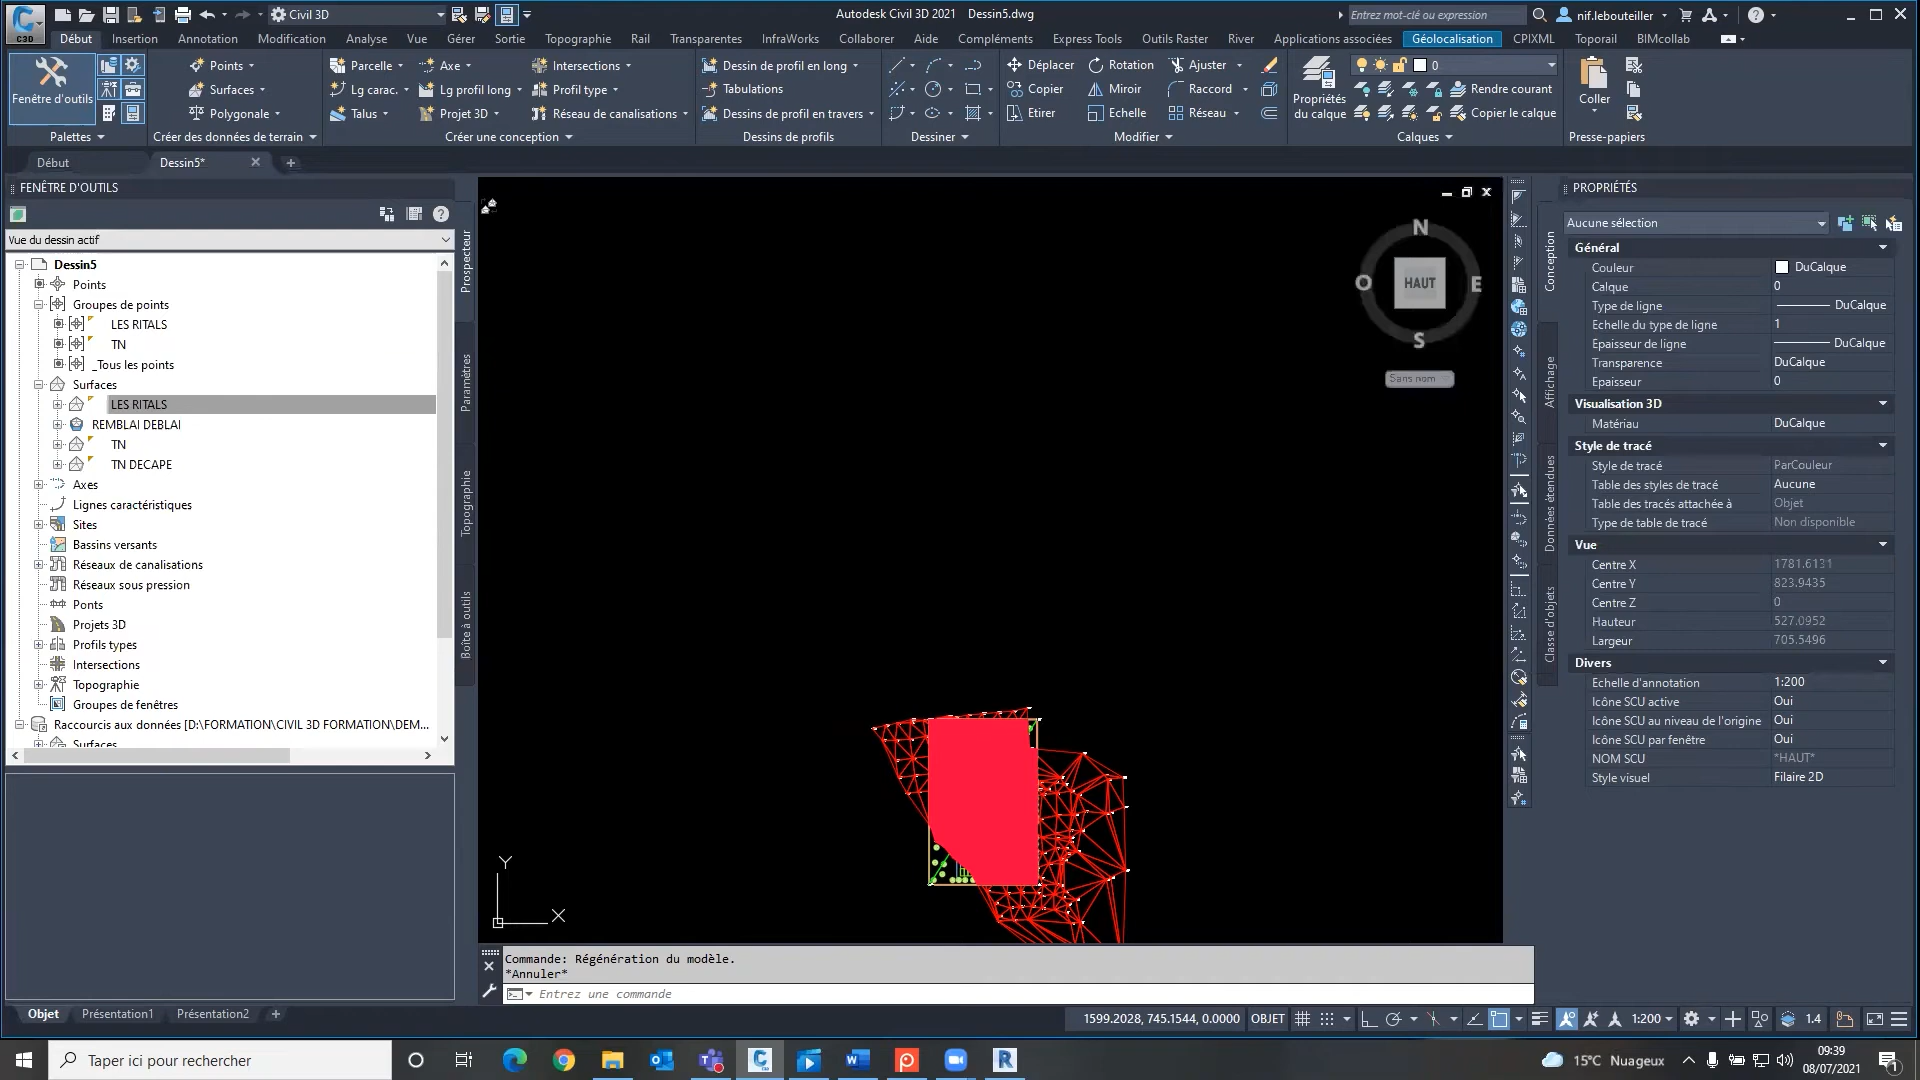 Civil 3D
Autodesk Civil 3D 2021 Dessin5.dwg
Entrez mot-clé ou expression
nif.lebouteiller
C3D
Début Insertion Annotation Modification Analyse Vue Gérer Sortie Topographie Rail Transparentes InfraWorks Collaborer Aide Compléments Express Tools Outils Raster River Applications associées Géolocalisation CPIXML Toporail BIMcollab
Points Parcelle Axe Intersections Dessin de profil en long Déplacer Rotation Ajuster 0
Surfaces Lg carac. Lg profil long Profil type Tabulations Copier Miroir Raccord Rendre courant
Fenêtre d'outils Propriétés du calque Coller
Polygonale Talus Projet 3D Réseau de canalisations Dessins de profil en travers Etirer Echelle Réseau Copier le calque
Palettes Créer des données de terrain Créer une conception Dessins de profils Dessiner Modifier Calques Presse-papiers
Début Dessin5*
FENÊTRE D'OUTILS
Vue du dessin actif
Dessin5
Points
Groupes de points
LES RITALS
TN
_Tous les points
Surfaces
LES RITALS
REMBLAI DEBLAI
TN
TN DECAPE
Axes
Lignes caractéristiques
Sites
Bassins versants
Réseaux de canalisations
Réseaux sous pression
Ponts
Projets 3D
Profils types
Intersections
Topographie
Groupes de fenêtres
Raccourcis aux données [D:\FORMATION\CIVIL 3D FORMATION\DEM...
Surfaces
Prospecteur
Paramètres
Topographie
Boîte à outils
N
O HAUT E
S
Sans nom
Y
X
Conception
Affichage
Données étendues
Classe d'objets
PROPRIÉTÉS
Aucune sélection
Général
Couleur DuCalque
Calque 0
Type de ligne DuCalque
Echelle du type de ligne 1
Epaisseur de ligne DuCalque
Transparence DuCalque
Epaisseur 0
Visualisation 3D
Matériau DuCalque
Style de tracé
Style de tracé ParCouleur
Table des styles de tracé Aucune
Table des tracés attachée à Objet
Type de table de tracé Non disponible
Vue
Centre X 1781.6131
Centre Y 823.9435
Centre Z 0
Hauteur 527.0952
Largeur 705.5496
Divers
Echelle d'annotation 1:200
Icône SCU active Oui
Icône SCU au niveau de l'origine Oui
Icône SCU par fenêtre Oui
NOM SCU *HAUT*
Style visuel Filaire 2D
Commande: Régénération du modèle.
*Annuler*
Entrez une commande
Objet Présentation1 Présentation2
1599.2028, 745.1544, 0.0000 OBJET 1:200 1.4
Taper ici pour rechercher
15°C Nuageux
09:39
08/07/2021